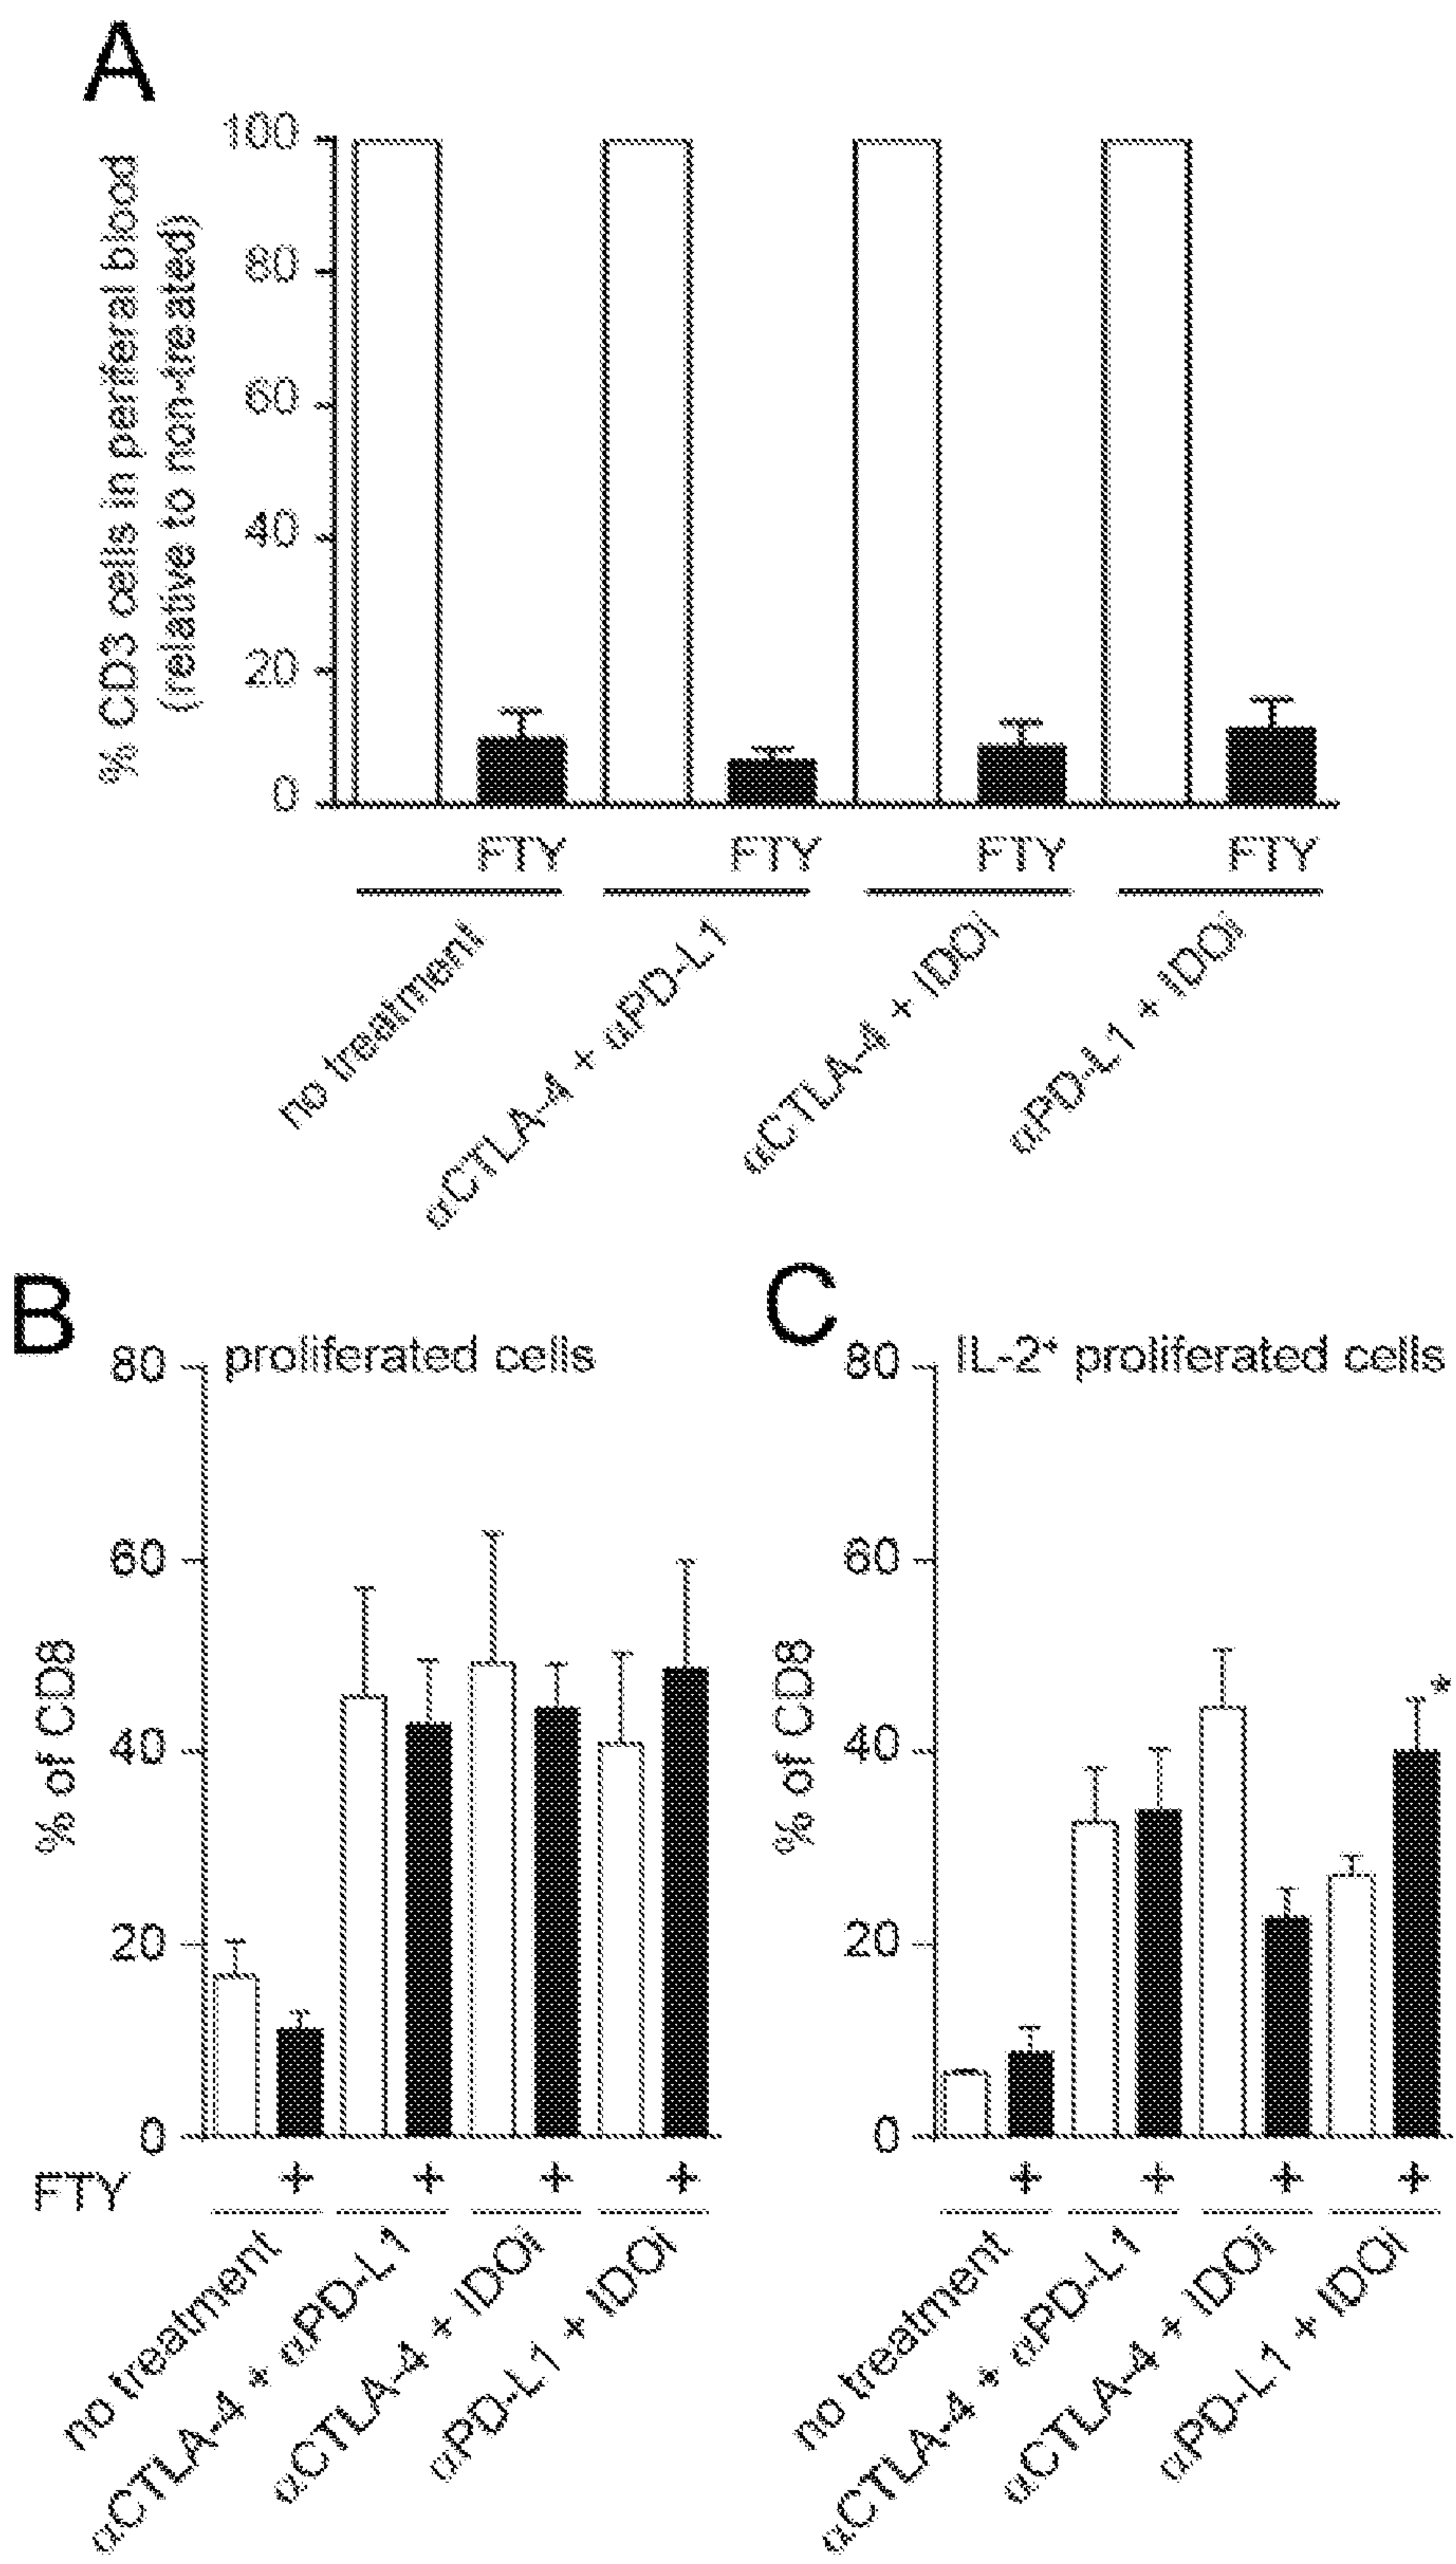 A
% CD3 cells in periferal blood
(relative to non-treated)
100
80
60
40
20
0
FTY FTY FTY FTY
no treatment
αCTLA-4 + αPD-L1
αCTLA-4 + IDOi
αPD-L1 + IDOi
B
proliferated cells
% of CD8
80
60
40
20
0
FTY + + + +
no treatment
αCTLA-4 + αPD-L1
αCTLA-4 + IDOi
αPD-L1 + IDOi
C
IL-2⁺ proliferated cells
% of CD8
80
60
40
20
0
*
+ + + +
no treatment
αCTLA-4 + αPD-L1
αCTLA-4 + IDOi
αPD-L1 + IDOi